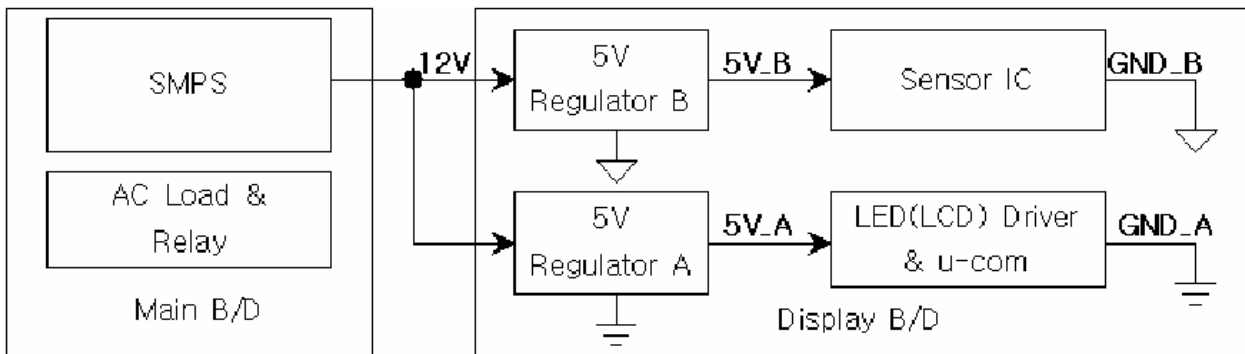 SMPS
AC Load &
Relay
Main B/D
12V
5V
Regulator B
5V_B
Sensor IC
GND_B
5V
Regulator A
5V_A
LED(LCD) Driver
& u-com
GND_A
Display B/D